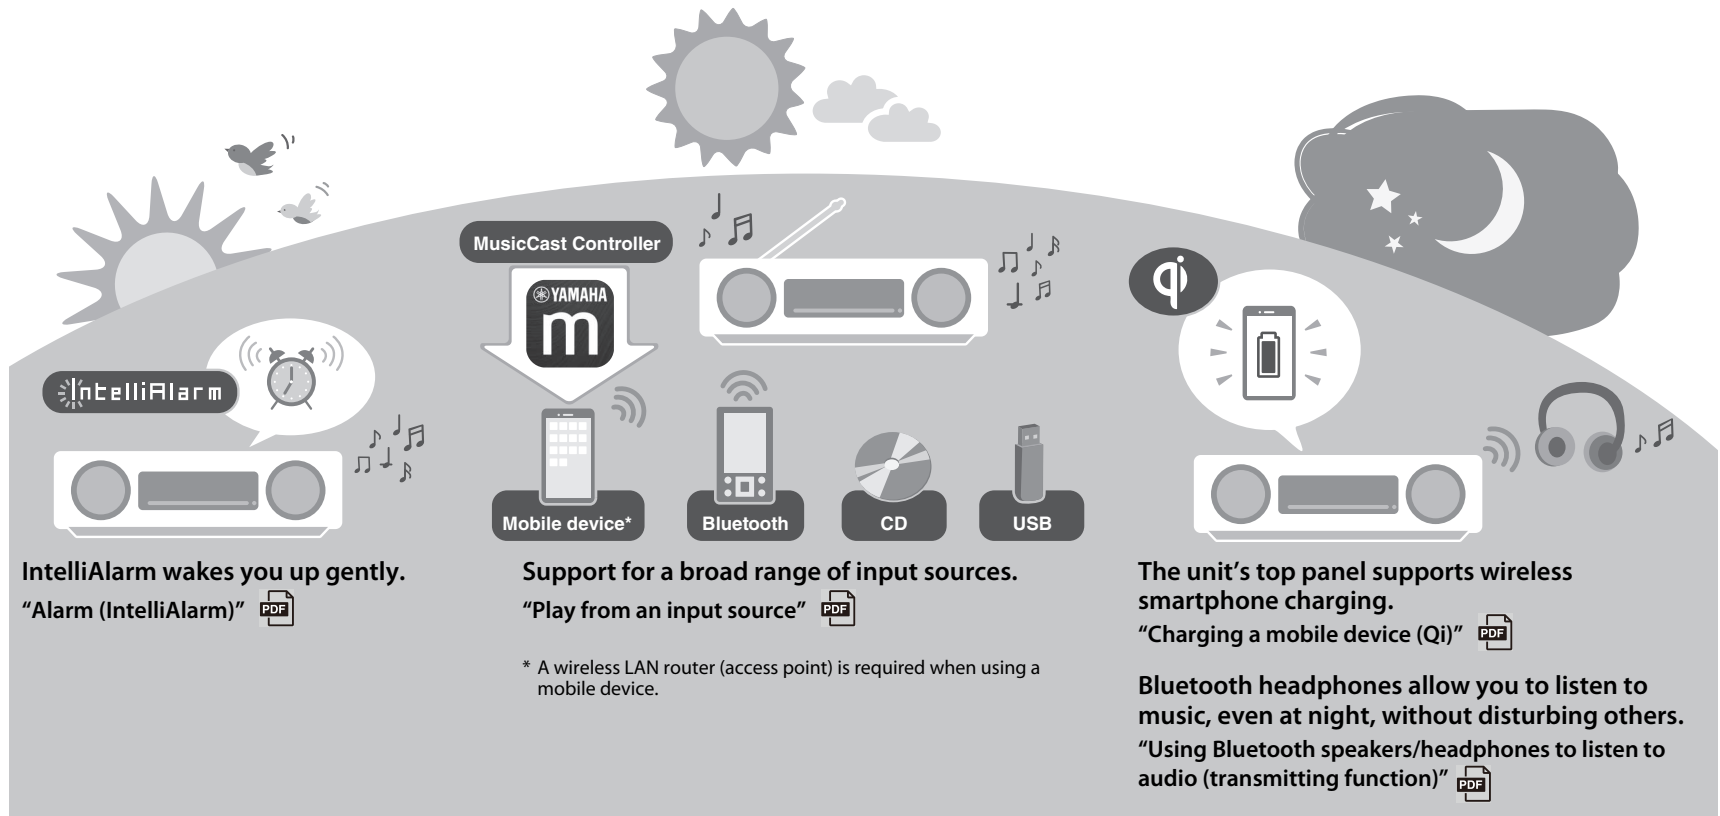 IntelliAlarm
IntelliAlarm wakes you up gently.
“Alarm (IntelliAlarm)” PDF
MusicCast Controller
YAMAHA
m
Mobile device*
Bluetooth
CD
USB
Support for a broad range of input sources.
“Play from an input source” PDF
* A wireless LAN router (access point) is required when using a
mobile device.
qi
The unit’s top panel supports wireless
smartphone charging.
“Charging a mobile device (Qi)” PDF
Bluetooth headphones allow you to listen to
music, even at night, without disturbing others.
“Using Bluetooth speakers/headphones to listen to
audio (transmitting function)” PDF